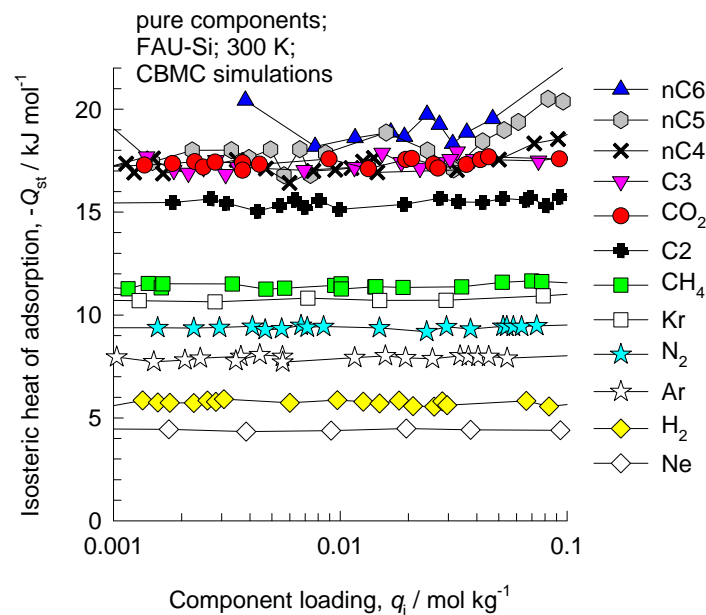 pure components;
FAU-Si; 300 K;
CBMC simulations
Isosteric heat of adsorption, -Qst / kJ mol-1
20
15
10
5
0
0.001
0.01
0.1
Component loading, qi / mol kg-1
nC6
nC5
nC4
C3
CO2
C2
CH4
Kr
N2
Ar
H2
Ne